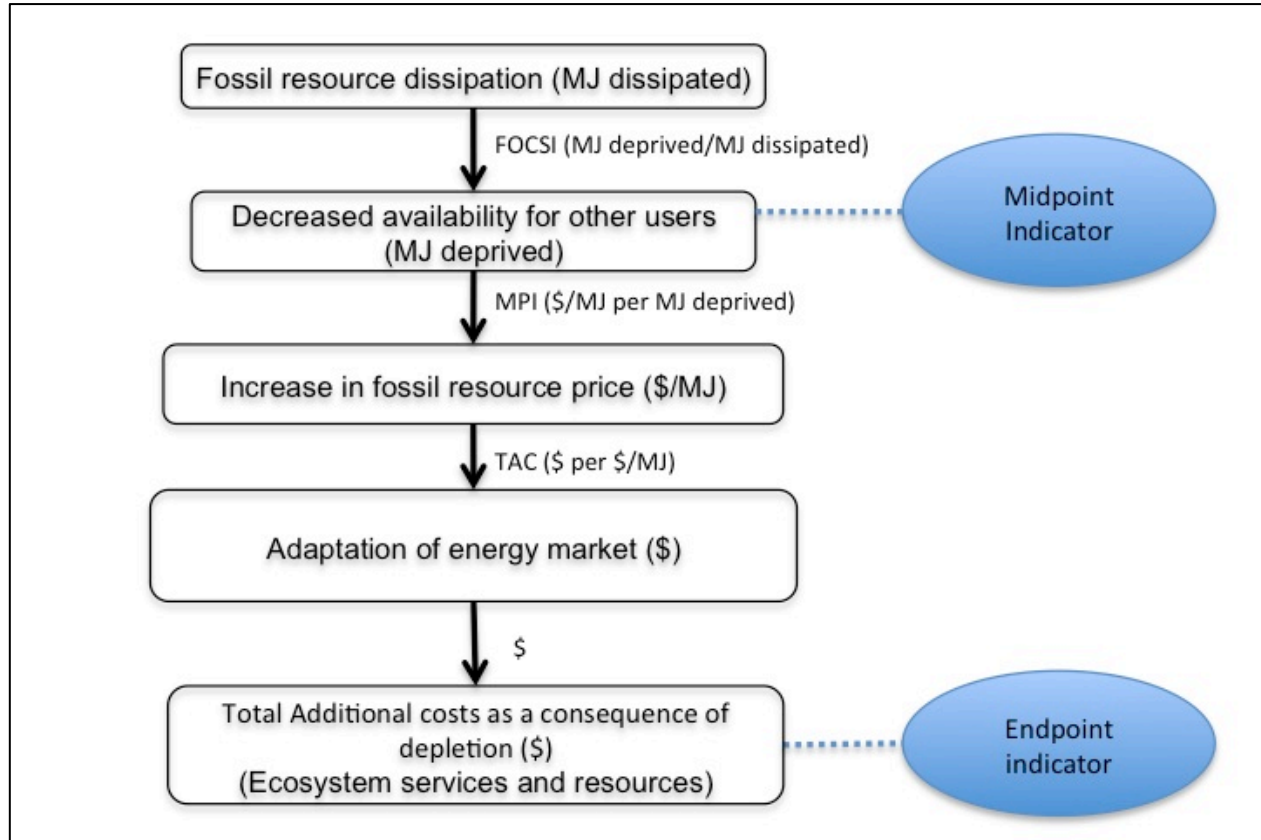 Fossil resource dissipation (MJ dissipated)
FOCSI (MJ deprived/MJ dissipated)
Decreased availability for other users
(MJ deprived)
Midpoint
Indicator
MPI ($/MJ per MJ deprived)
Increase in fossil resource price ($/MJ)
TAC ($ per $/MJ)
Adaptation of energy market ($)
$
Total Additional costs as a consequence of
depletion ($)
(Ecosystem services and resources)
Endpoint
indicator